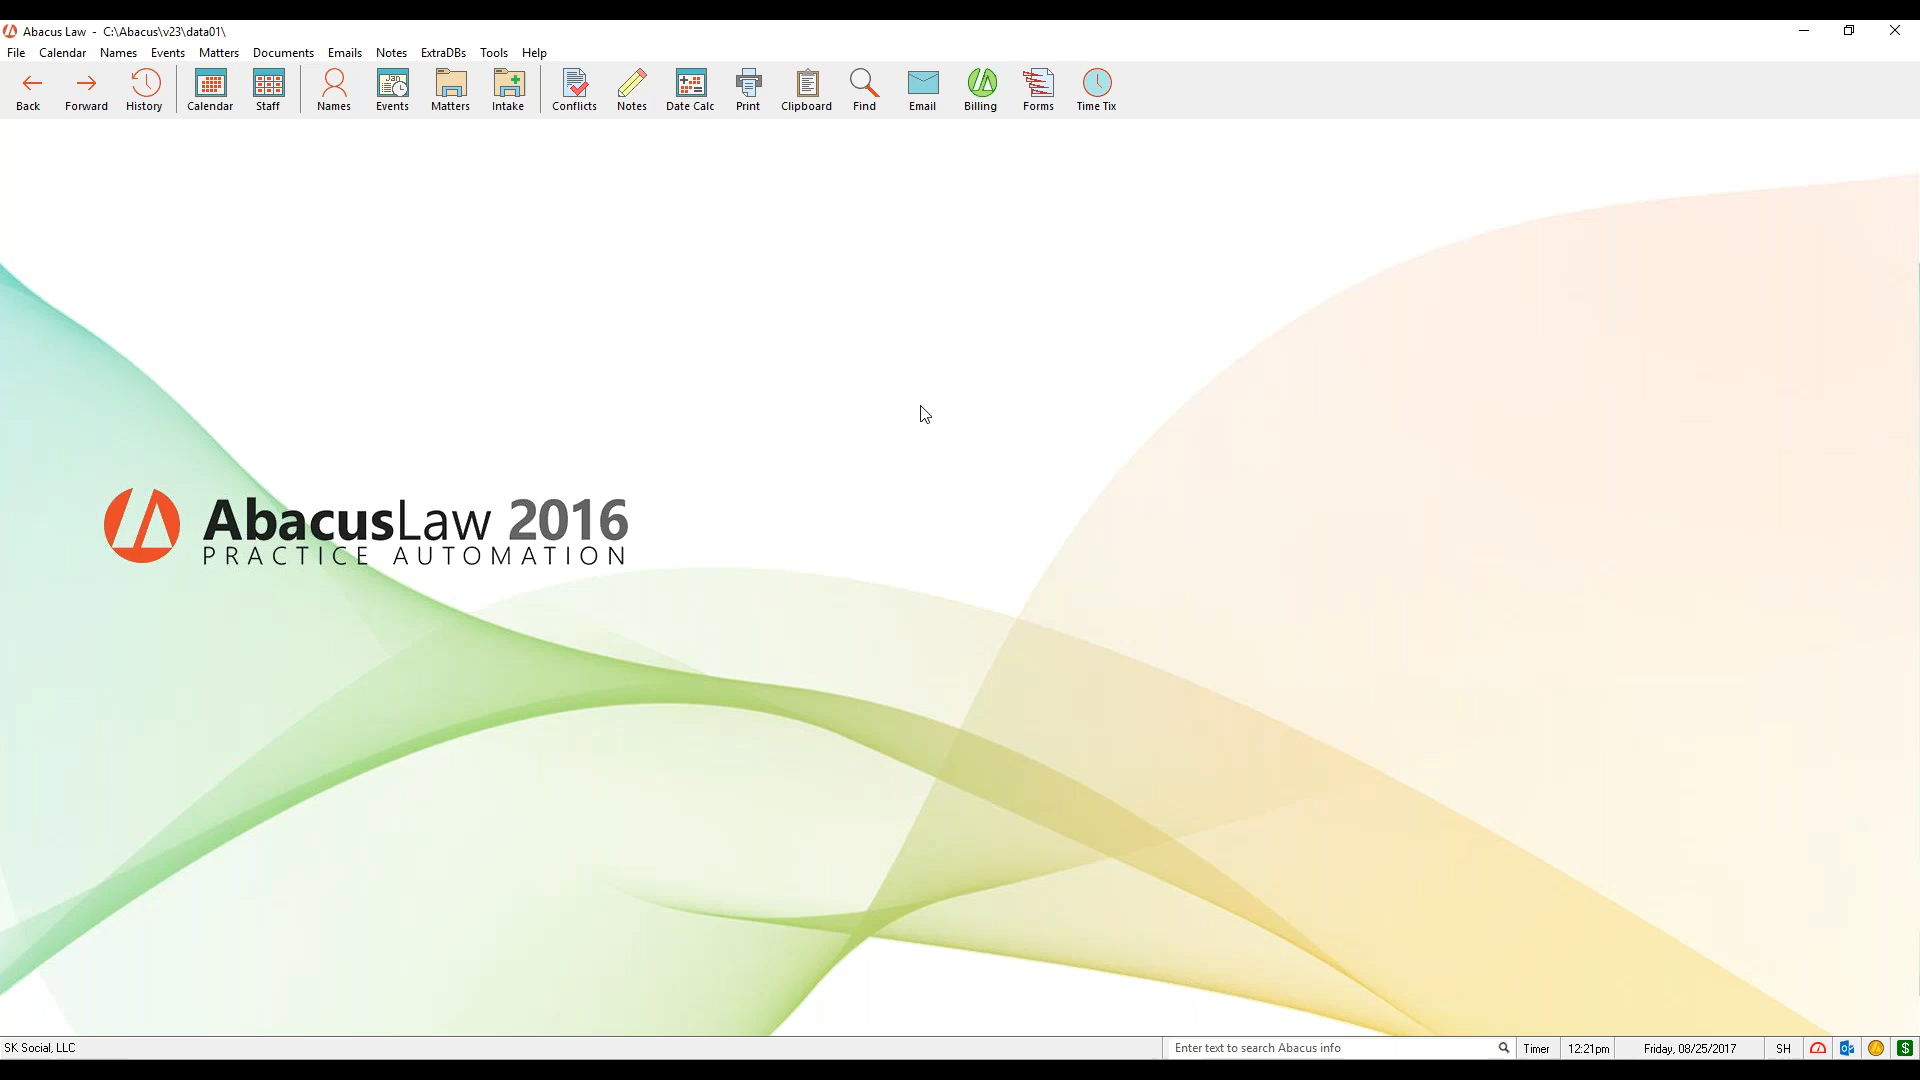 Abacus Law - C:\Abacus\v23\data01\
File Calendar Names Events Matters Documents Emails Notes ExtraDBs Tools Help
Back Forward History Calendar Staff Names Events Matters Intake Conflicts Notes Date Calc Print Clipboard Find Email Billing Forms Time Tix
AbacusLaw 2016
PRACTICE AUTOMATION
SK Social, LLC Enter text to search Abacus info Timer 12:21pm Friday, 08/25/2017 SH